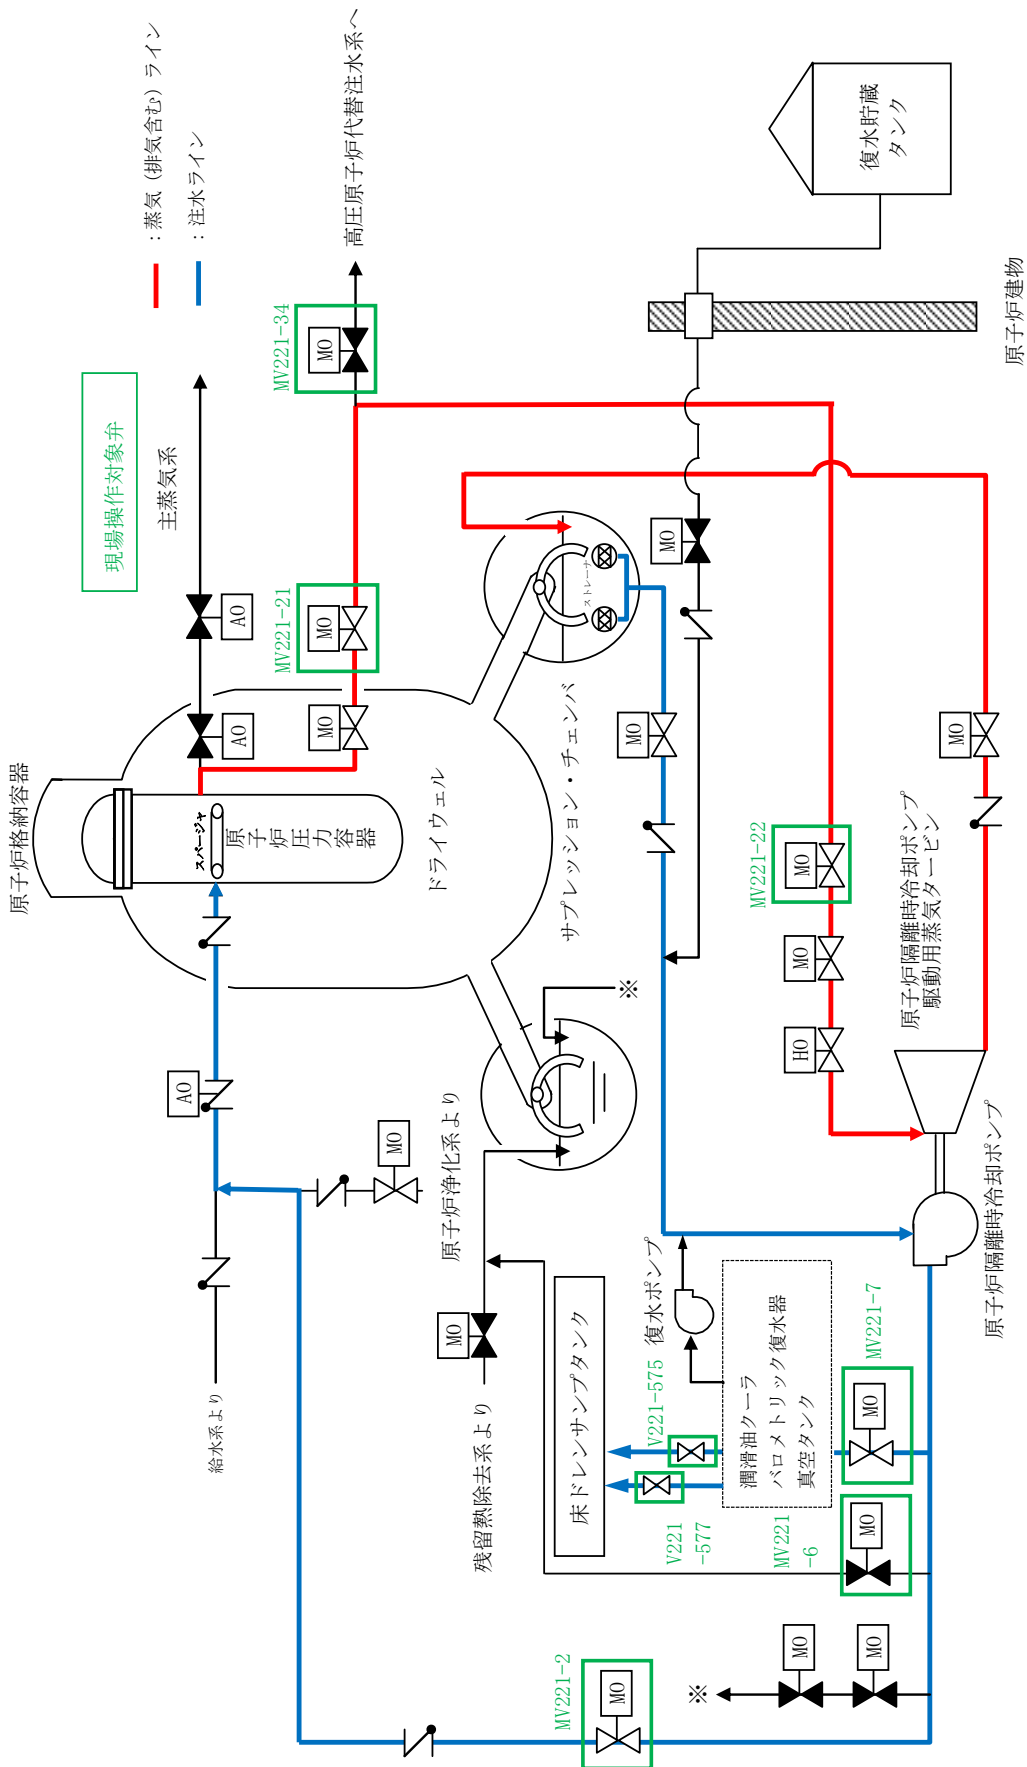 ：蒸気（排気含む）ライン
：注水ライン
高圧原子炉代替注水系へ
復水貯蔵
タンク
原子炉建物
現場操作対象弁
主蒸気系
MV221-34
MO
MV221-21
MO
MO
AO
AO
原子炉格納容器
原子炉圧力容器
スパージャ
ドライウェル
サプレッション・チェンバ
ストレーナ
MO
MO
MO
MV221-22
MO
MO
HO
原子炉隔離時冷却ポンプ
駆動用蒸気タービン
原子炉隔離時冷却ポンプ
※
AO
MO
原子炉浄化系より
給水系より
MO
残留熱除去系より
床ドレンサンプタンク
復水ポンプ
V221-575
V221
-577
潤滑油クーラ
バロメトリック復水器
真空タンク
MV221-7
MO
MV221
-6
MO
MV221-2
MO
※
MO
MO